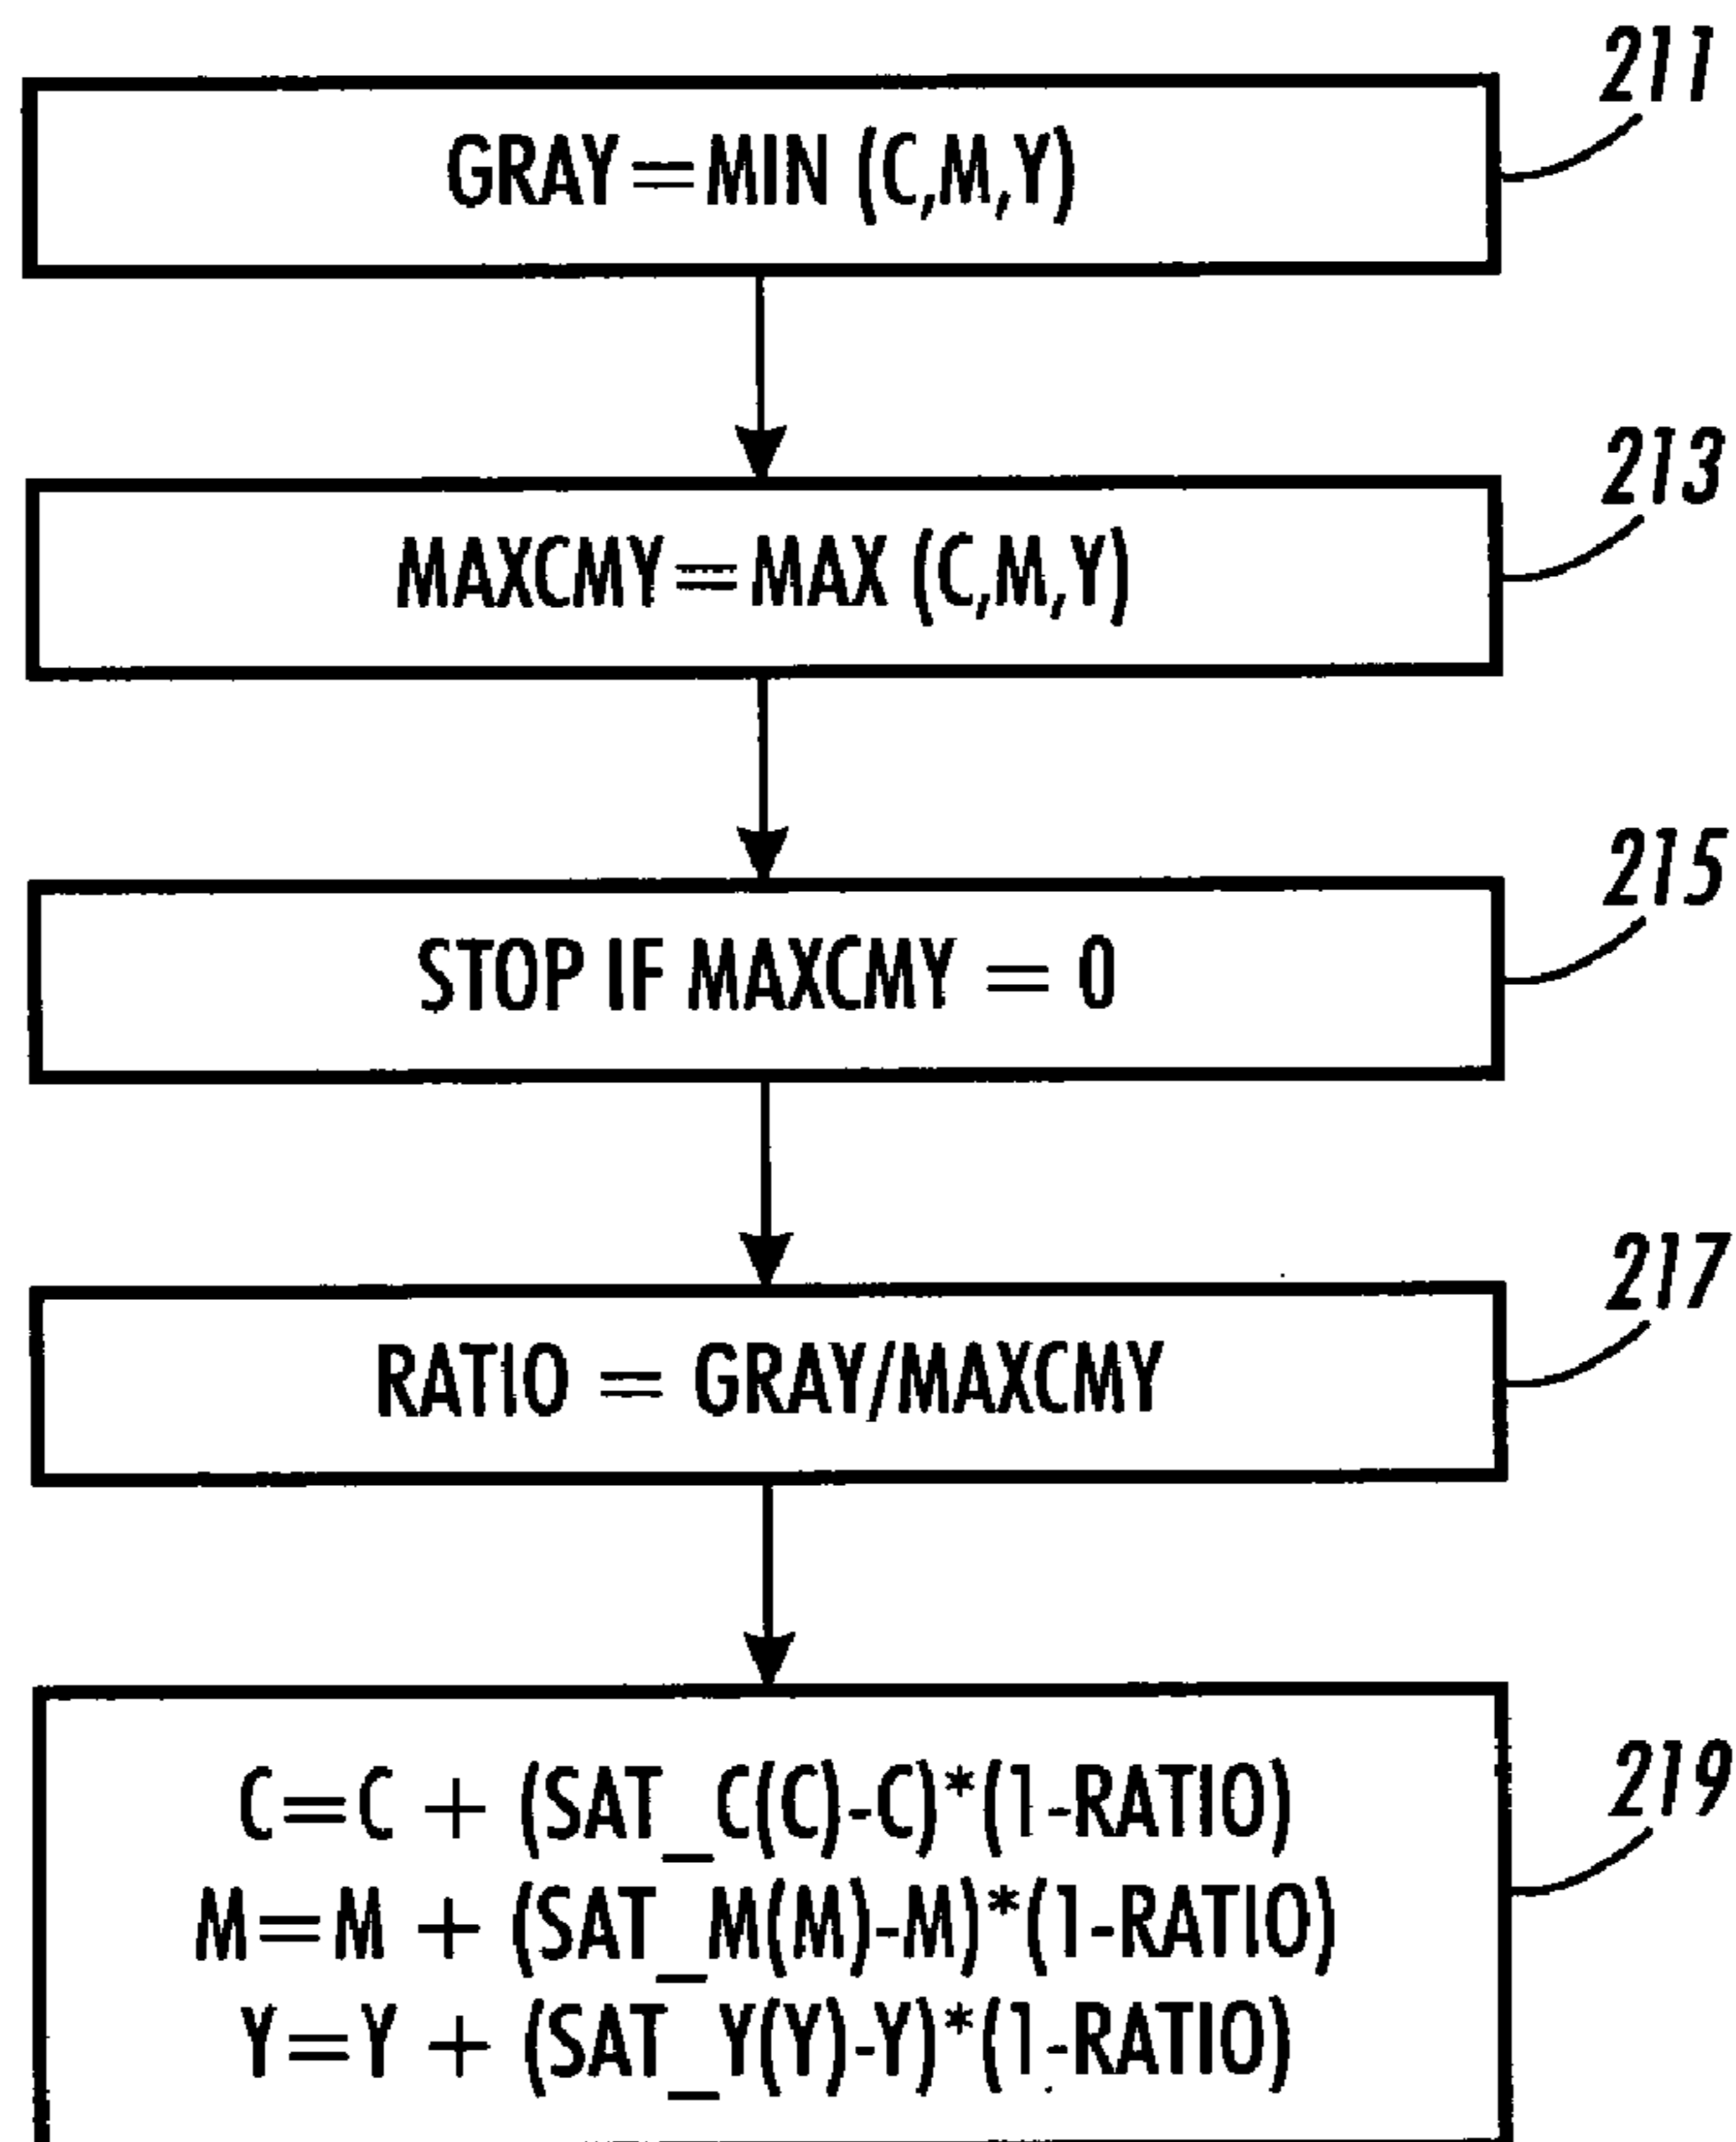 211
GRAY=MIN (C,M,Y)
213
MAXCMY=MAX (C,M,Y)
215
STOP IF MAXCMY = 0
217
RATIO = GRAY/MAXCMY
219
C=C + (SAT_C(C)-C)*(1-RATIO)
M=M + (SAT_M(M)-M)*(1-RATIO)
Y=Y + (SAT_Y(Y)-Y)*(1-RATIO)